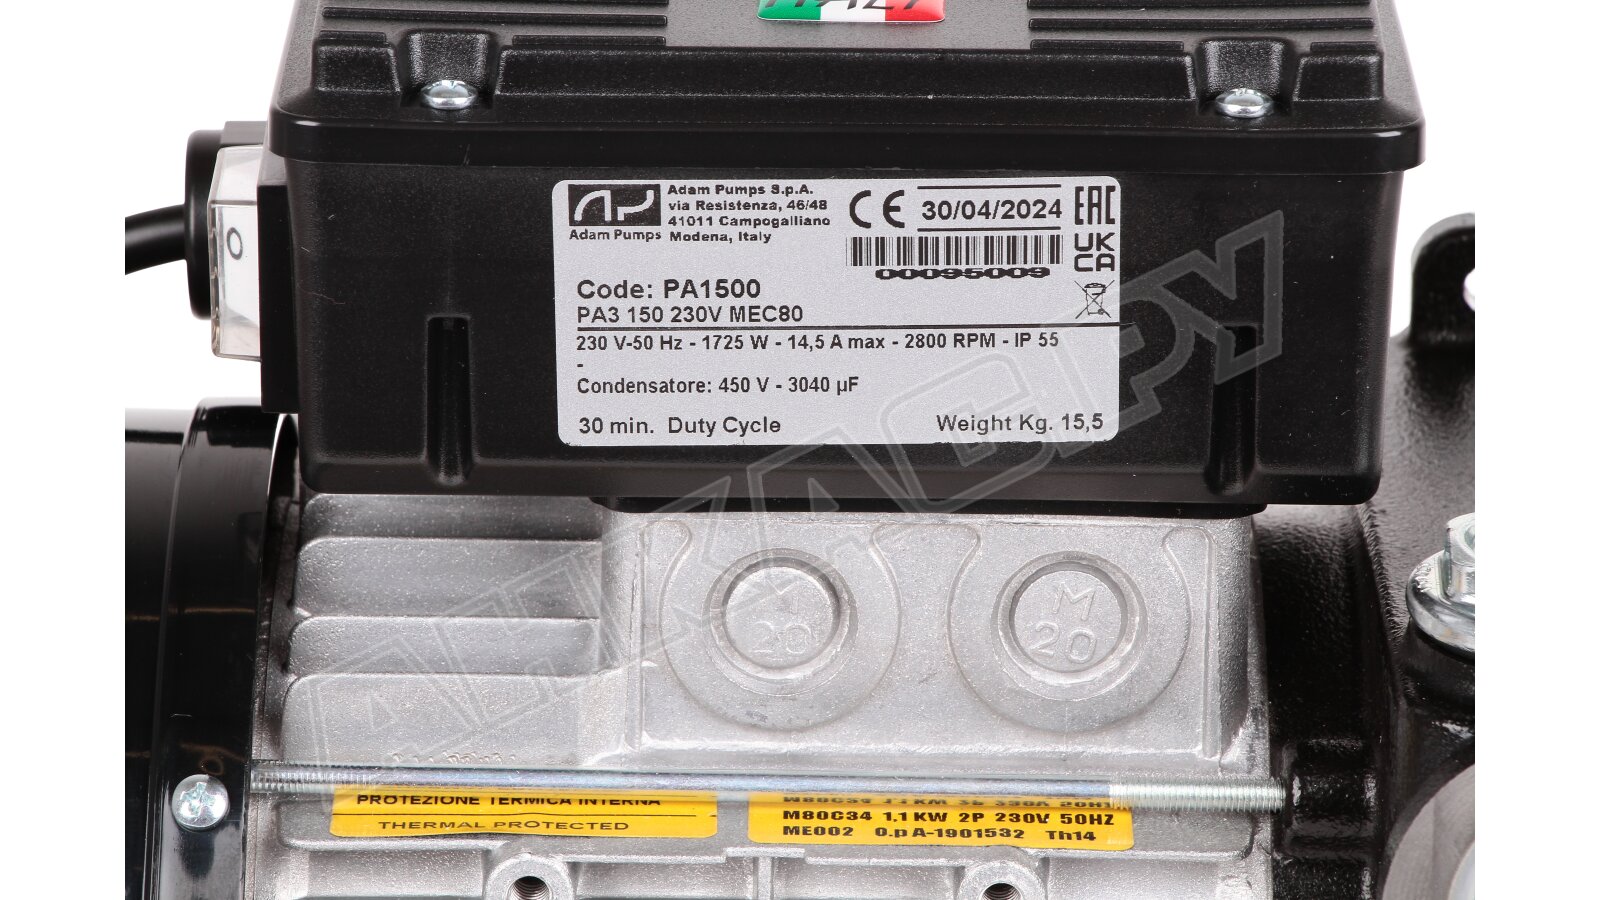 ITALY
O
Adam Pumps
Adam Pumps S.p.A.
via Resistenza, 46/48
41011 Campogalliano
Modena, Italy
CE
30/04/2024
EAC
UK
CA
00095009
Code: PA1500
PA3 150 230V MEC80
230 V-50 Hz - 1725 W - 14,5 A max - 2800 RPM - IP 55
-
Condensatore: 450 V - 3040 µF
30 min. Duty Cycle
Weight Kg. 15,5
M
20
M
20
PROTEZIONE TERMICA INTERNA
THERMAL PROTECTED
M80C34 1,1 KW 2P 230V 50HZ
ME002 O.p A-1901532 Th14